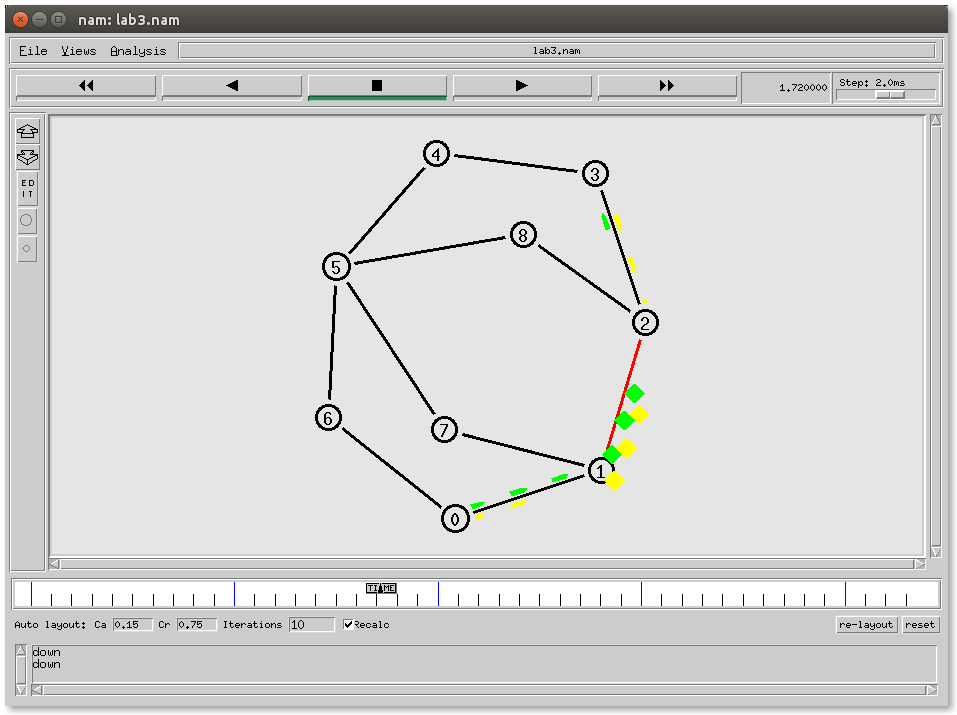 nam: lab3.nam
File Views Analysis lab3.nam
1.720000 Step: 2.0ms
ED
IT
4
3
8
5
2
6
7
1
0
TIME
Auto layout: Ca 0.15 Cr 0.75 Iterations 10 Recalc re-layout reset
down
down